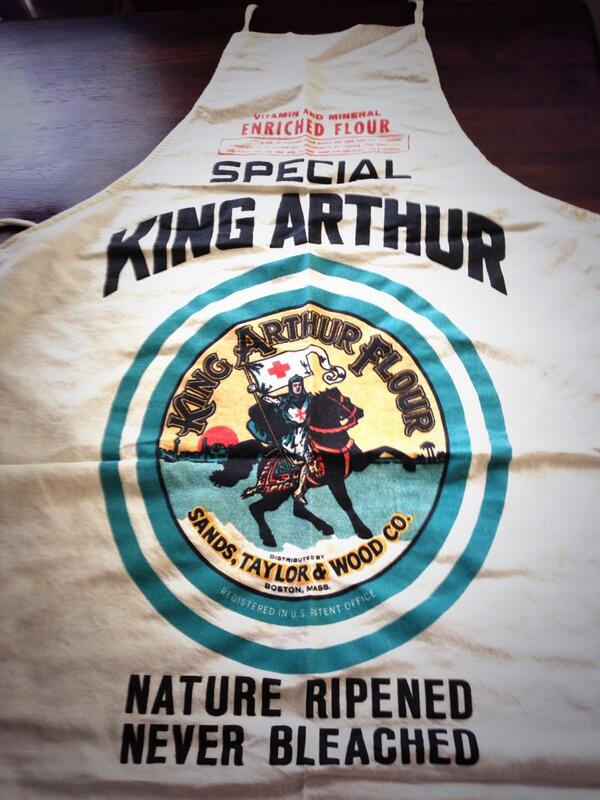 VITAMIN AND MINERAL
ENRICHED FLOUR
SPECIAL
KING ARTHUR
KING ARTHUR FLOUR
DISTRIBUTED BY
SANDS, TAYLOR & WOOD CO.
BOSTON, MASS.
REGISTERED IN U.S. PATENT OFFICE
NATURE RIPENED
NEVER BLEACHED